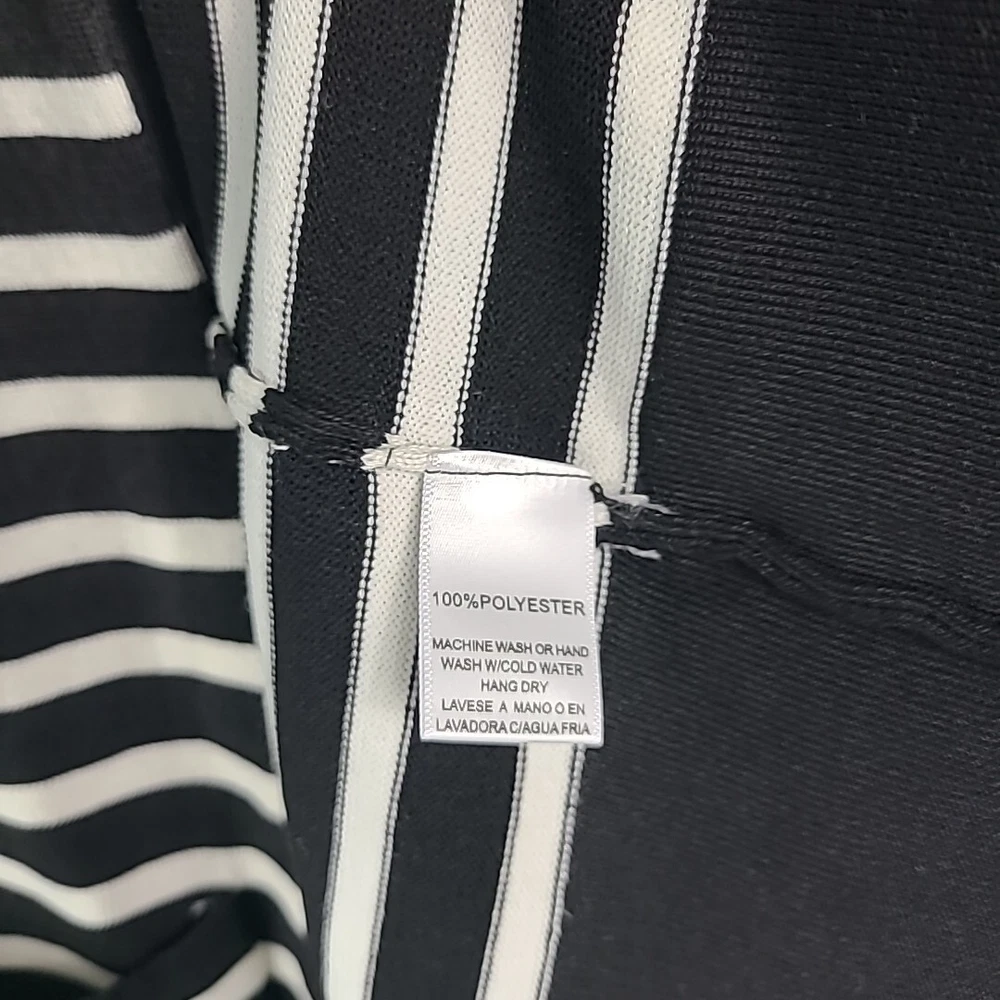 100%POLYESTER
MACHINE WASH OR HAND
WASH W/COLD WATER
HANG DRY
LAVESE A MANO O EN
LAVADORA C/AGUA FRIA